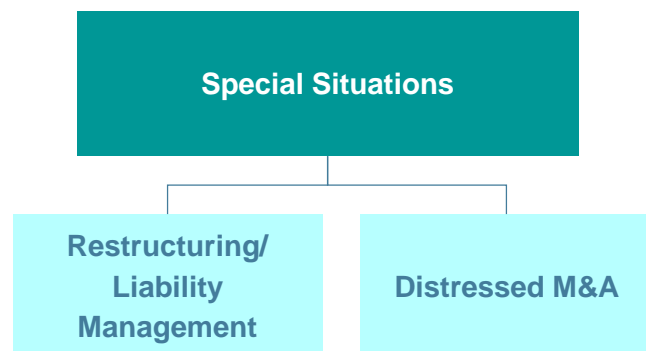 Special Situations
Restructuring/
Liability
Management
Distressed M&A